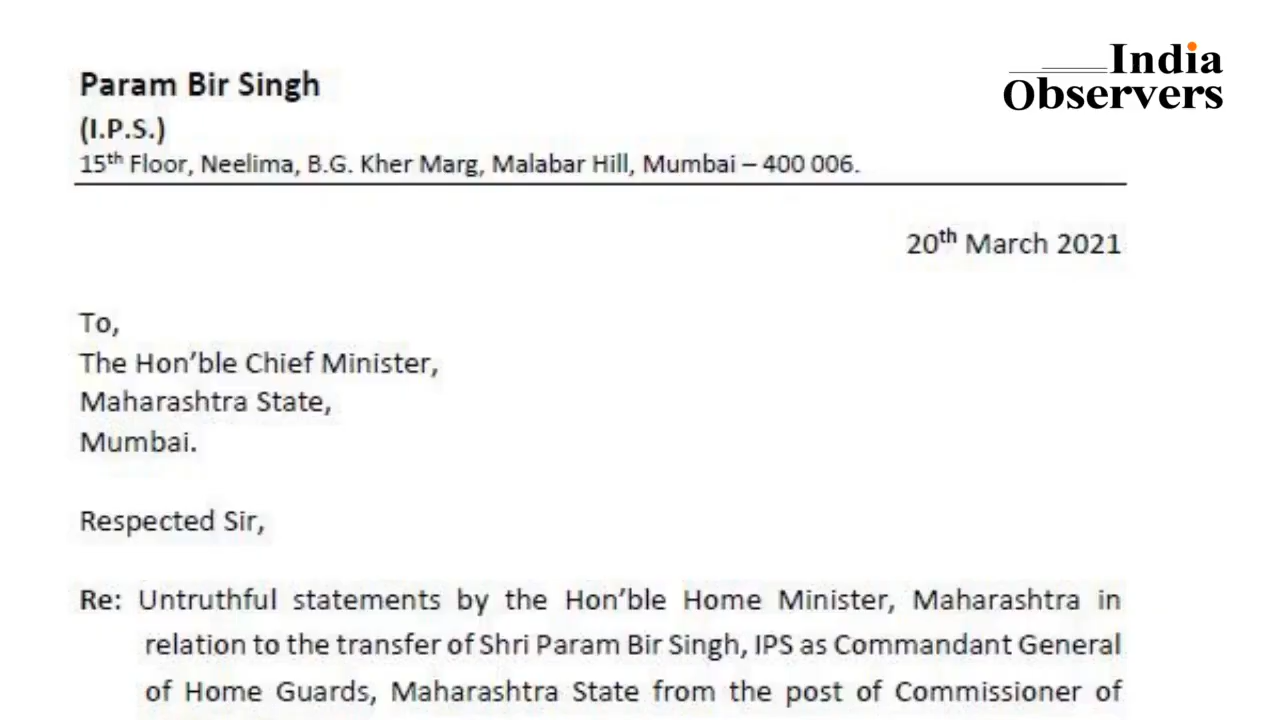 India
Observers
Param Bir Singh
(I.P.S.)
15th Floor, Neelima, B.G. Kher Marg, Malabar Hill, Mumbai – 400 006.
20th March 2021
To,
The Hon’ble Chief Minister,
Maharashtra State,
Mumbai.
Respected Sir,
Re: Untruthful statements by the Hon’ble Home Minister, Maharashtra in
relation to the transfer of Shri Param Bir Singh, IPS as Commandant General
of Home Guards, Maharashtra State from the post of Commissioner of